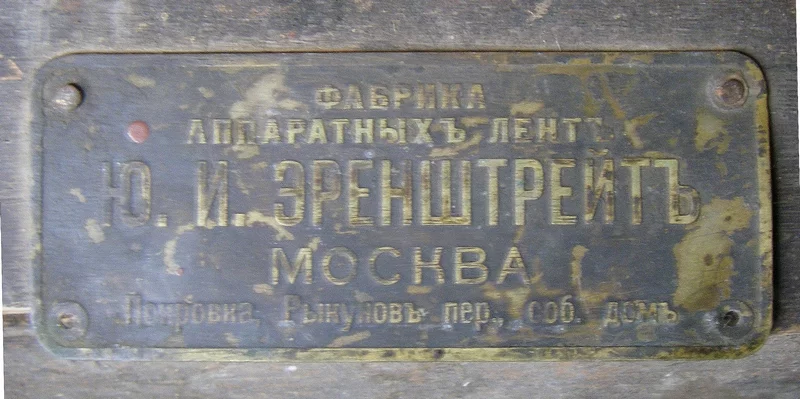 ФАБРИКА
АППАРАТНЫХЪ ЛЕНТЪ
Ю. И. ЭРЕНШТРЕЙТЪ
МОСКВА
Покровка, Рыкуновъ пер., соб. домъ